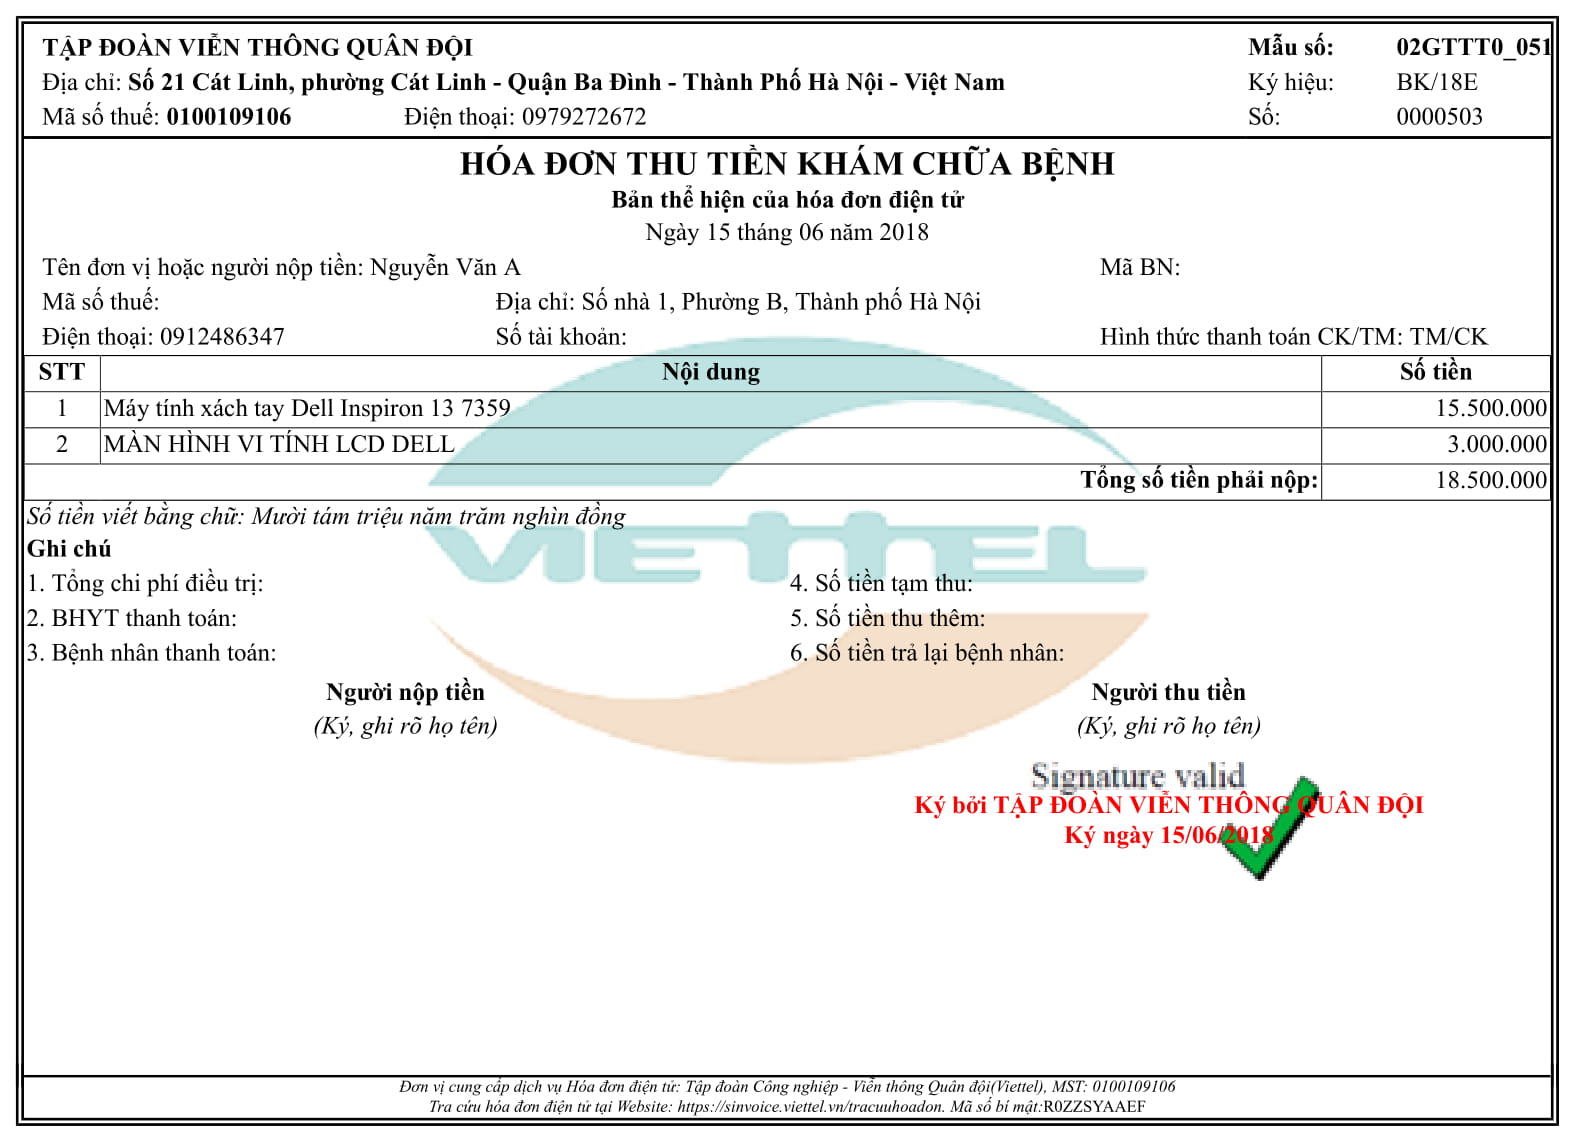 TẬP ĐOÀN VIỄN THÔNG QUÂN ĐỘI
Mẫu số: 02GTTT0_051
Địa chỉ: Số 21 Cát Linh, phường Cát Linh - Quận Ba Đình - Thành Phố Hà Nội - Việt Nam
Ký hiệu: BK/18E
Mã số thuế: 0100109106 Điện thoại: 0979272672
Số: 0000503
HÓA ĐƠN THU TIỀN KHÁM CHỮA BỆNH
Bản thể hiện của hóa đơn điện tử
Ngày 15 tháng 06 năm 2018
Tên đơn vị hoặc người nộp tiền: Nguyễn Văn A Mã BN:
Mã số thuế: Địa chỉ: Số nhà 1, Phường B, Thành phố Hà Nội
Điện thoại: 0912486347 Số tài khoản: Hình thức thanh toán CK/TM: TM/CK
STT Nội dung Số tiền
1 Máy tính xách tay Dell Inspiron 13 7359 15.500.000
2 MÀN HÌNH VI TÍNH LCD DELL 3.000.000
Tổng số tiền phải nộp: 18.500.000
Số tiền viết bằng chữ: Mười tám triệu năm trăm nghìn đồng
VIETTEL
Ghi chú
1. Tổng chi phí điều trị: 4. Số tiền tạm thu:
2. BHYT thanh toán: 5. Số tiền thu thêm:
3. Bệnh nhân thanh toán: 6. Số tiền trả lại bệnh nhân:
Người nộp tiền Người thu tiền
(Ký, ghi rõ họ tên) (Ký, ghi rõ họ tên)
Signature valid
Ký bởi TẬP ĐOÀN VIỄN THÔNG QUÂN ĐỘI
Ký ngày 15/06/2018
Đơn vị cung cấp dịch vụ Hóa đơn điện tử: Tập đoàn Công nghiệp - Viễn thông Quân đội(Viettel), MST: 0100109106
Tra cứu hóa đơn điện tử tại Website: https://sinvoice.viettel.vn/tracuuhoadon. Mã số bí mật:R0ZZSYAAEF